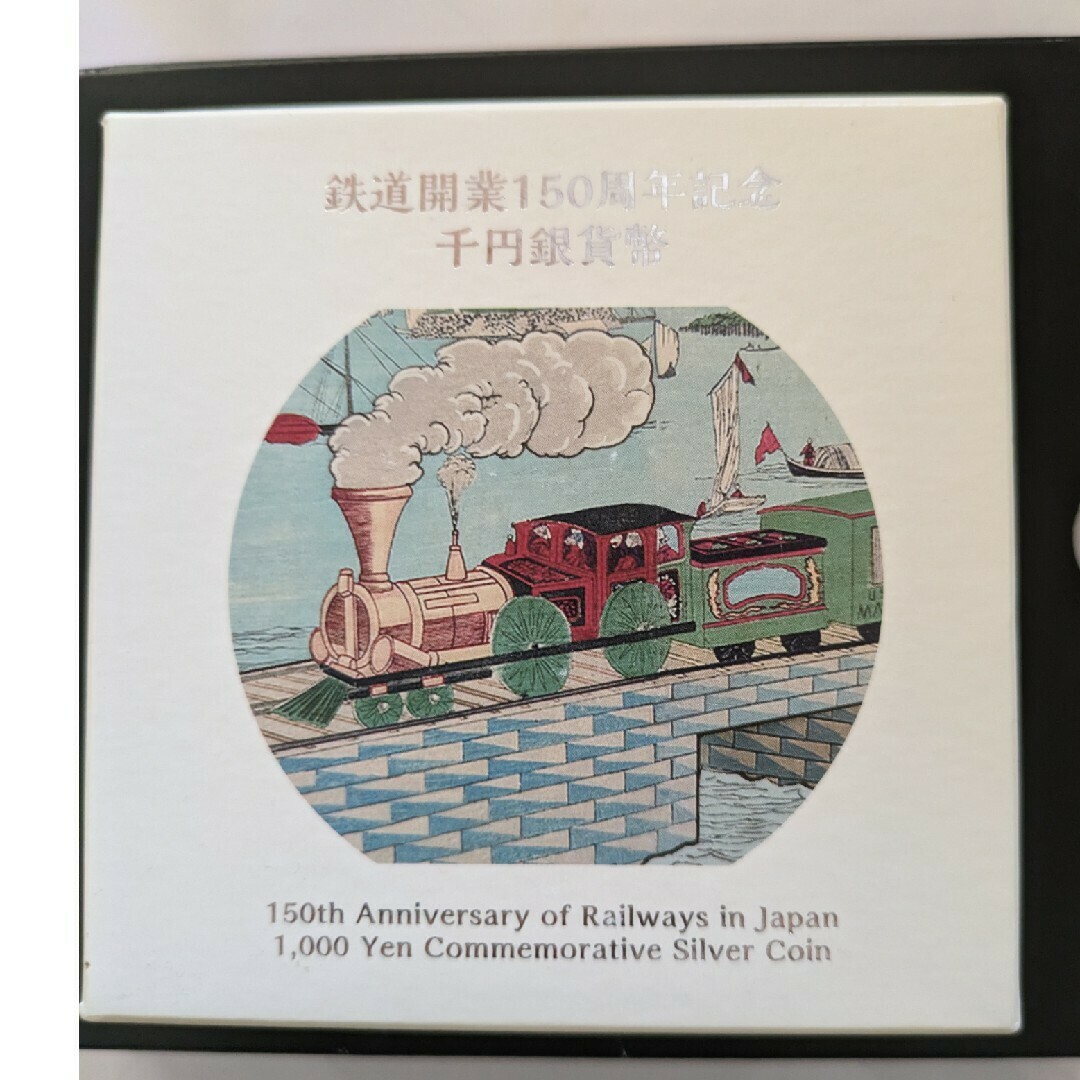 鉄道開業150周年記念
千円銀貨幣
150th Anniversary of Railways in Japan
1,000 Yen Commemorative Silver Coin